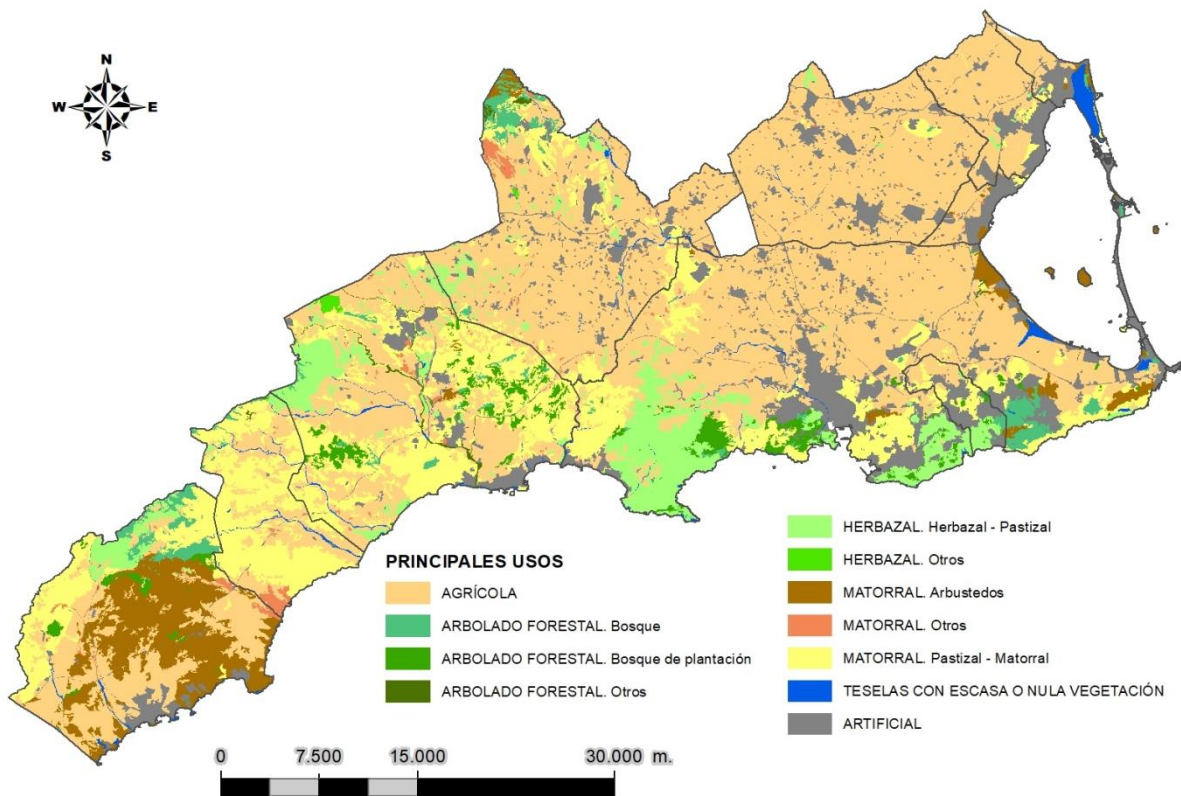 N
W E
S
PRINCIPALES USOS
AGRÍCOLA
ARBOLADO FORESTAL. Bosque
ARBOLADO FORESTAL. Bosque de plantación
ARBOLADO FORESTAL. Otros
HERBAZAL. Herbazal - Pastizal
HERBAZAL. Otros
MATORRAL. Arbustedos
MATORRAL. Otros
MATORRAL. Pastizal - Matorral
TESELAS CON ESCASA O NULA VEGETACIÓN
ARTIFICIAL
0 7.500 15.000 30.000 m.